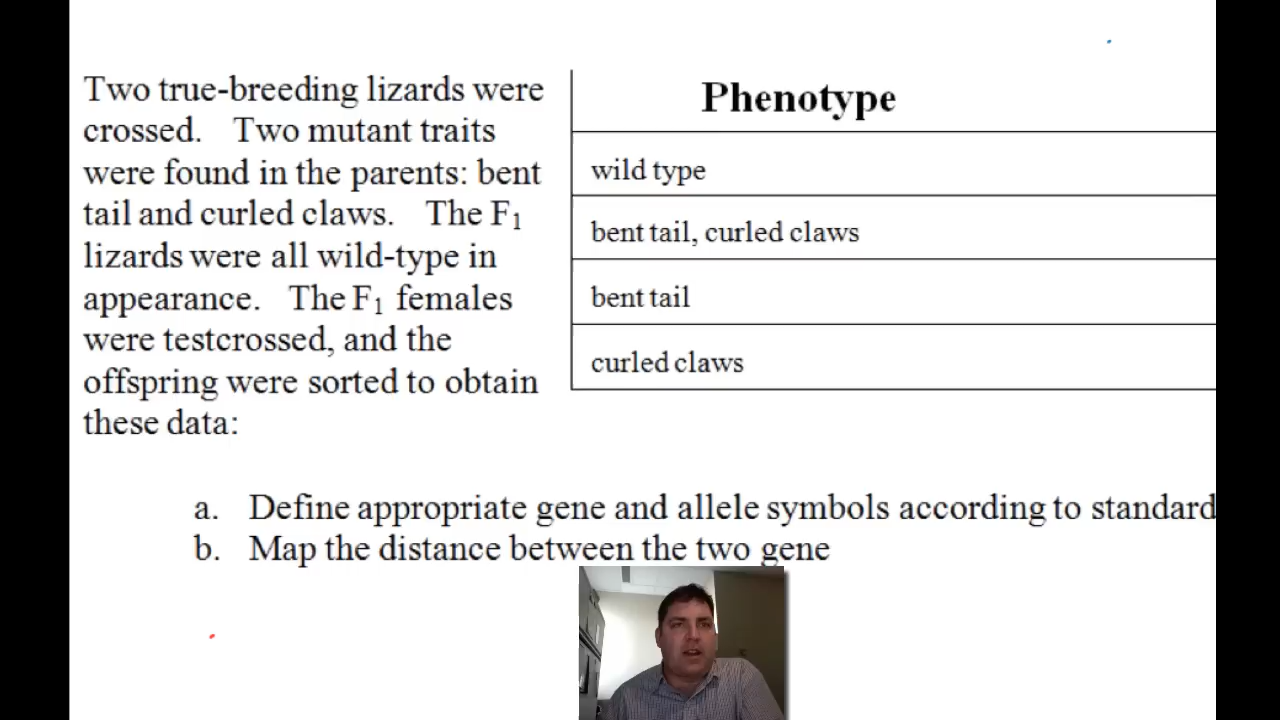 Two true-breeding lizards were
crossed. Two mutant traits
were found in the parents: bent
tail and curled claws. The F₁
lizards were all wild-type in
appearance. The F₁ females
were testcrossed, and the
offspring were sorted to obtain
these data:
Phenotype
wild type
bent tail, curled claws
bent tail
curled claws
a. Define appropriate gene and allele symbols according to standard
b. Map the distance between the two gene